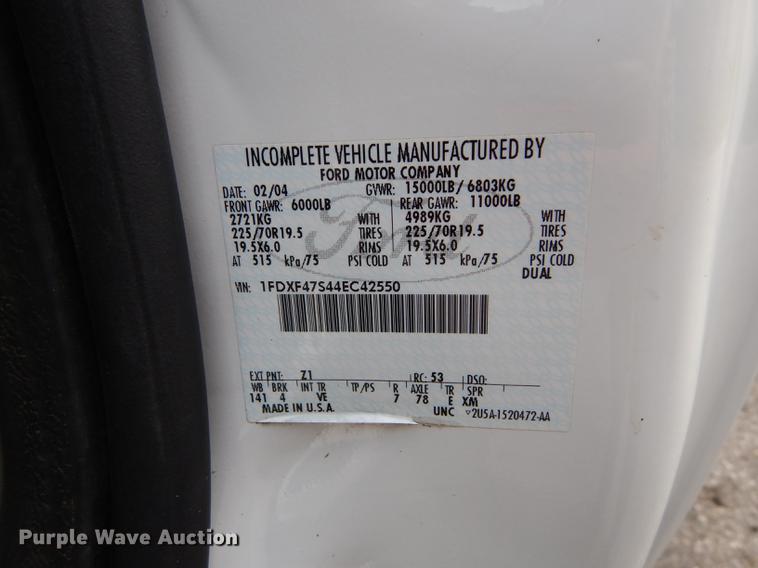 INCOMPLETE VEHICLE MANUFACTURED BY
FORD MOTOR COMPANY
DATE: 02/04 GVWR: 15000LB/ 6803KG
FRONT GAWR: 6000LB REAR GAWR: 11000LB
2721KG WITH 4989KG WITH
225/70R19.5 TIRES 225/70R19.5 TIRES
19.5X6.0 RIMS 19.5X6.0 RIMS
AT 515 kPa/75 PSI COLD AT 515 kPa/75 PSI COLD
DUAL
VIN: 1FDXF47S44EC42550
Ford
EXT PNT: Z1 RC: 53 DSO:
WB BRK INT TR TP/PS R AXLE TR SPR
141 4 VE 7 78 E XM
MADE IN U.S.A. UNC 2U5A-1520472-AA
Purple Wave Auction